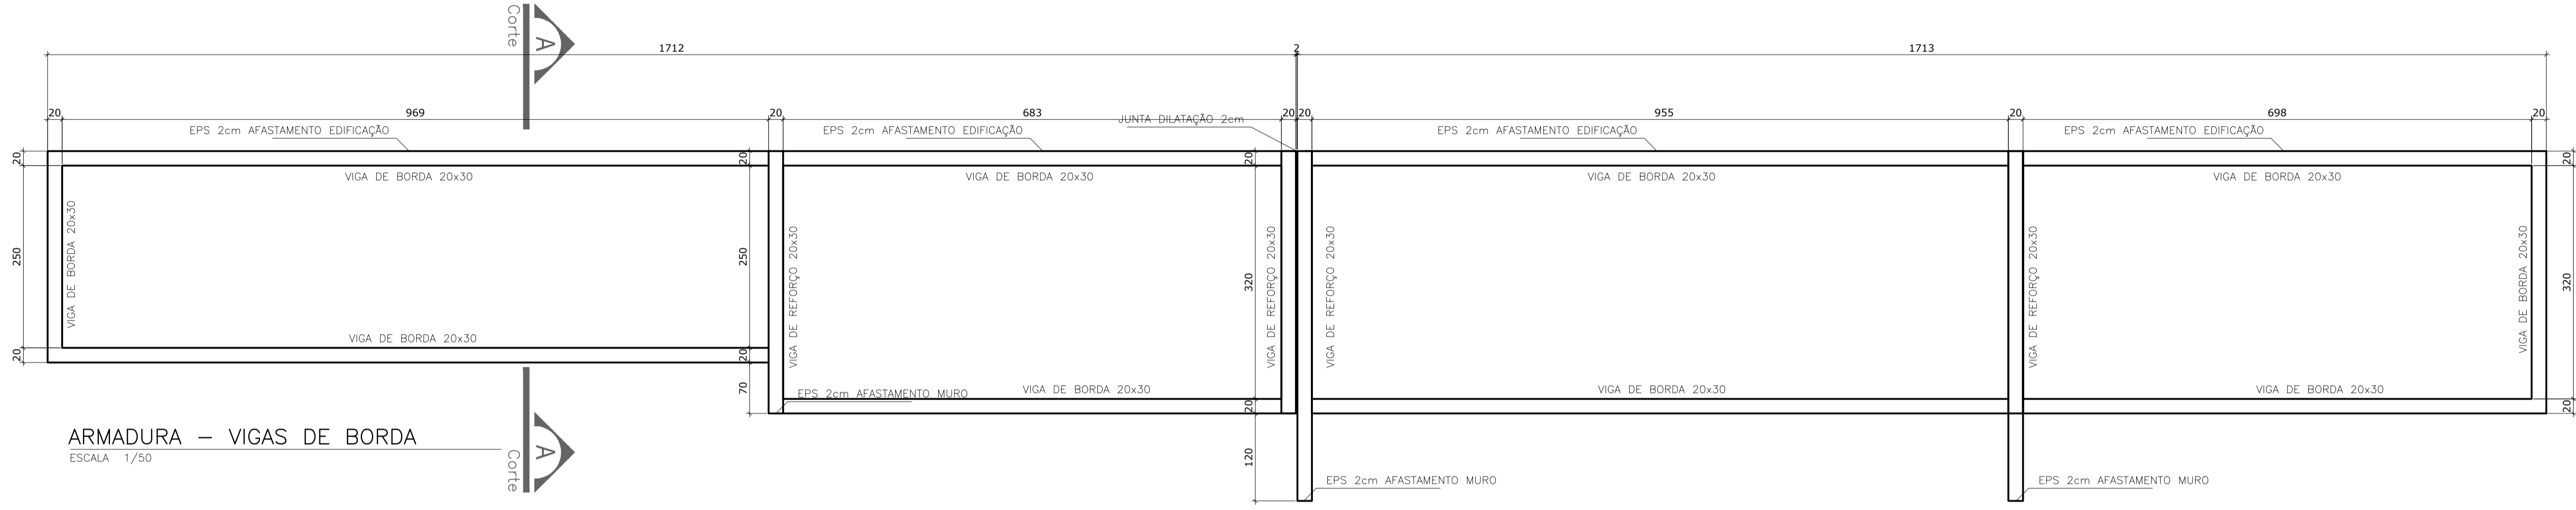 Corte
A
1712
2
1713
20
969
20
683
20
20
955
20
698
20
EPS 2cm AFASTAMENTO EDIFICAÇÃO
EPS 2cm AFASTAMENTO EDIFICAÇÃO
JUNTA DILATAÇÃO 2cm
EPS 2cm AFASTAMENTO EDIFICAÇÃO
EPS 2cm AFASTAMENTO EDIFICAÇÃO
20
20
20
20
VIGA DE BORDA 20x30
VIGA DE BORDA 20x30
VIGA DE BORDA 20x30
VIGA DE BORDA 20x30
250
VIGA DE BORDA 20x30
250
VIGA DE REFORÇO 20x30
320
VIGA DE REFORÇO 20x30
VIGA DE REFORÇO 20x30
VIGA DE REFORÇO 20x30
VIGA DE BORDA 20x30
320
VIGA DE BORDA 20x30
20
20
70
EPS 2cm AFASTAMENTO MURO
VIGA DE BORDA 20x30
VIGA DE BORDA 20x30
VIGA DE BORDA 20x30
20
20
120
ARMADURA - VIGAS DE BORDA
ESCALA 1/50
Corte
A
EPS 2cm AFASTAMENTO MURO
EPS 2cm AFASTAMENTO MURO